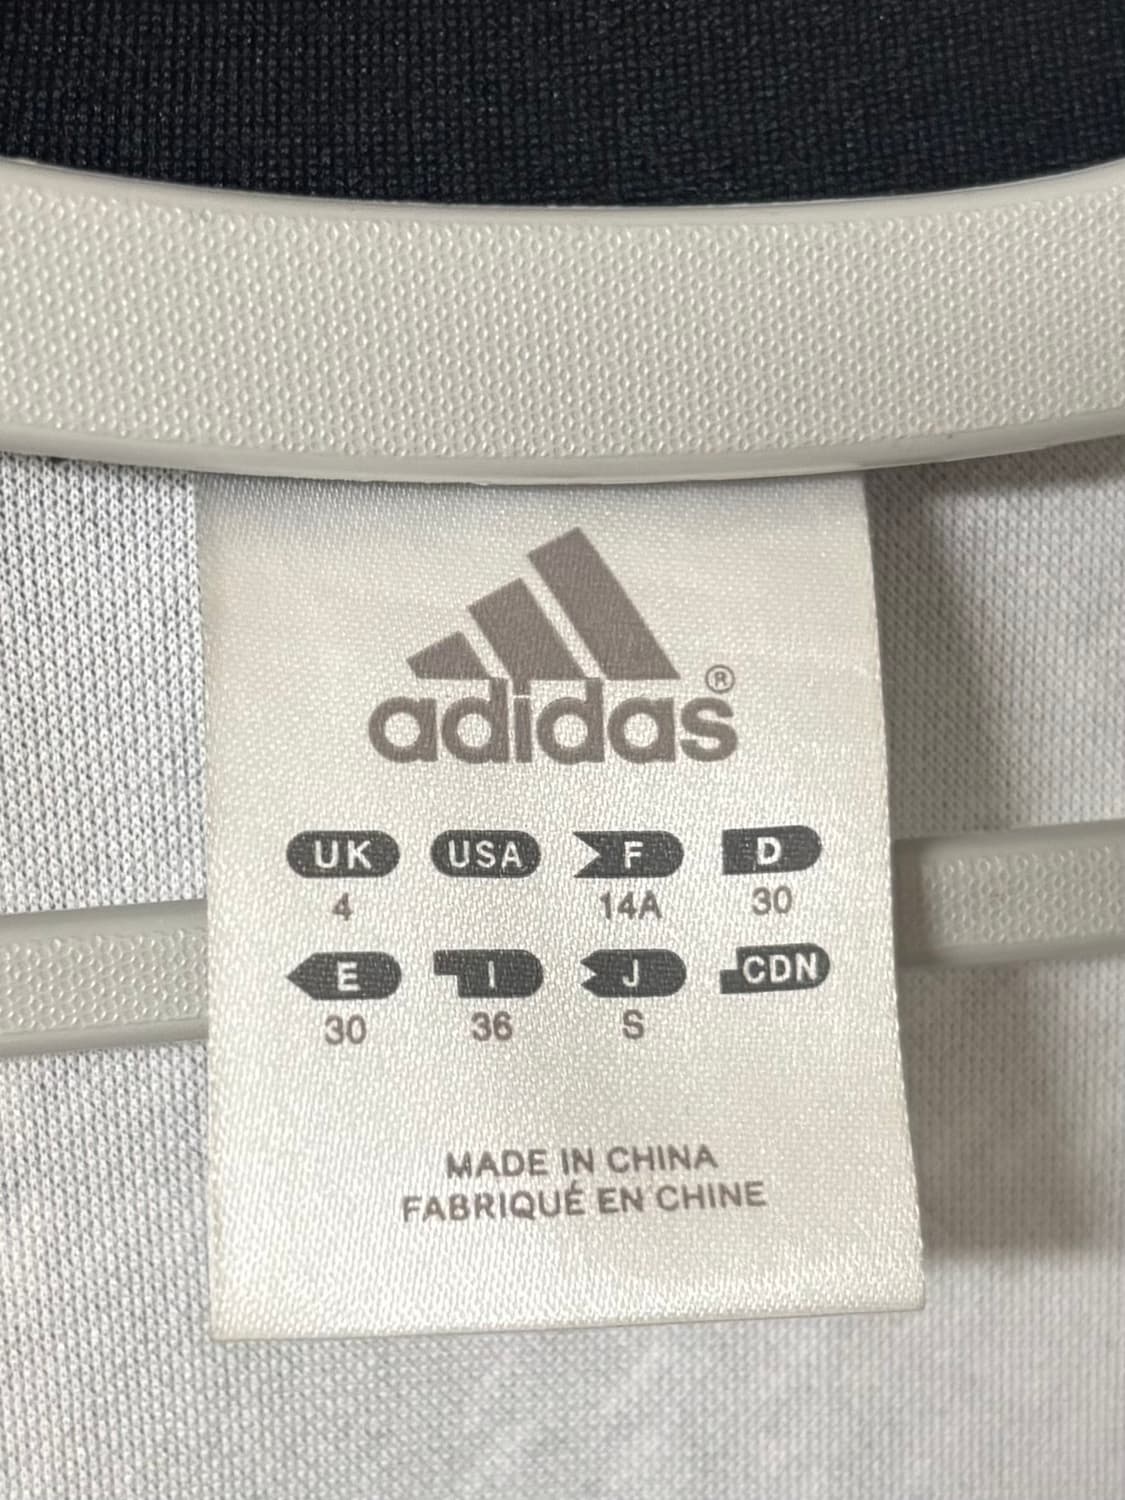 adidas®
UK USA F D
4 14A 30
E I J CDN
30 36 S
MADE IN CHINA
FABRIQUÉ EN CHINE